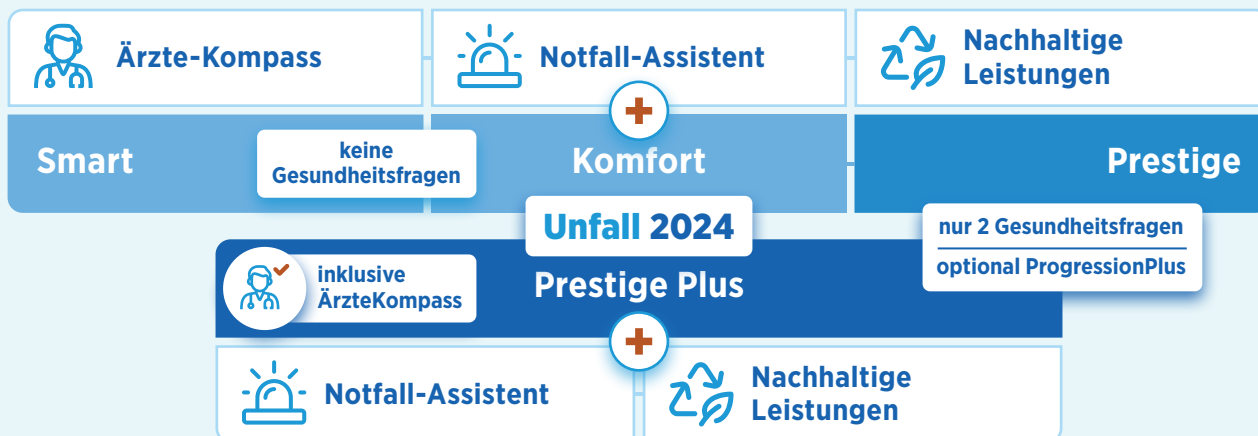 Ärzte-Kompass
Notfall-Assistent
Nachhaltige
Leistungen
Smart
keine
Gesundheitsfragen
Komfort
Prestige
Unfall 2024
nur 2 Gesundheitsfragen
optional ProgressionPlus
inklusive
ÄrzteKompass
Prestige Plus
Notfall-Assistent
Nachhaltige
Leistungen